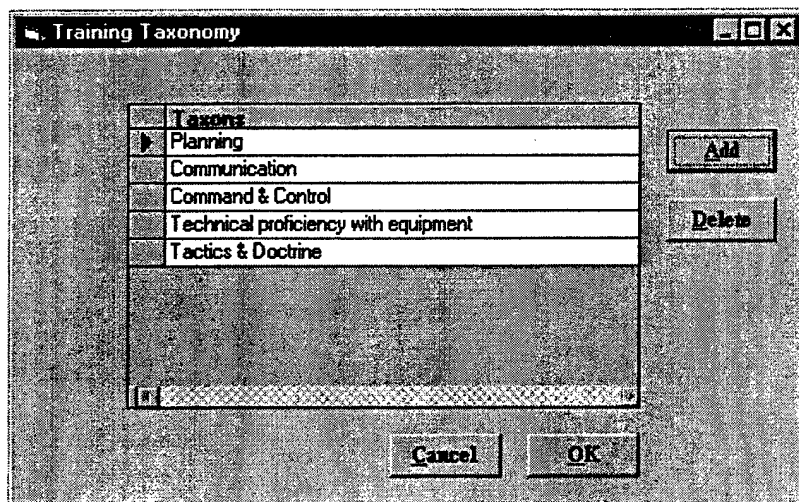 Training Taxonomy
Taxons
Planning
Add
Communication
Command & Control
Technical proficiency with equipment
Delete
Tactics & Doctrine
Cancel
OK